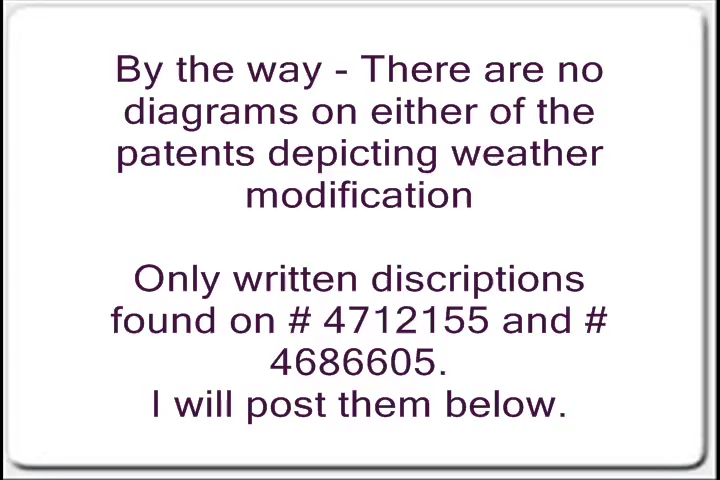 By the way - There are no
diagrams on either of the
patents depicting weather
modification
Only written discriptions
found on # 4712155 and #
4686605.
I will post them below.